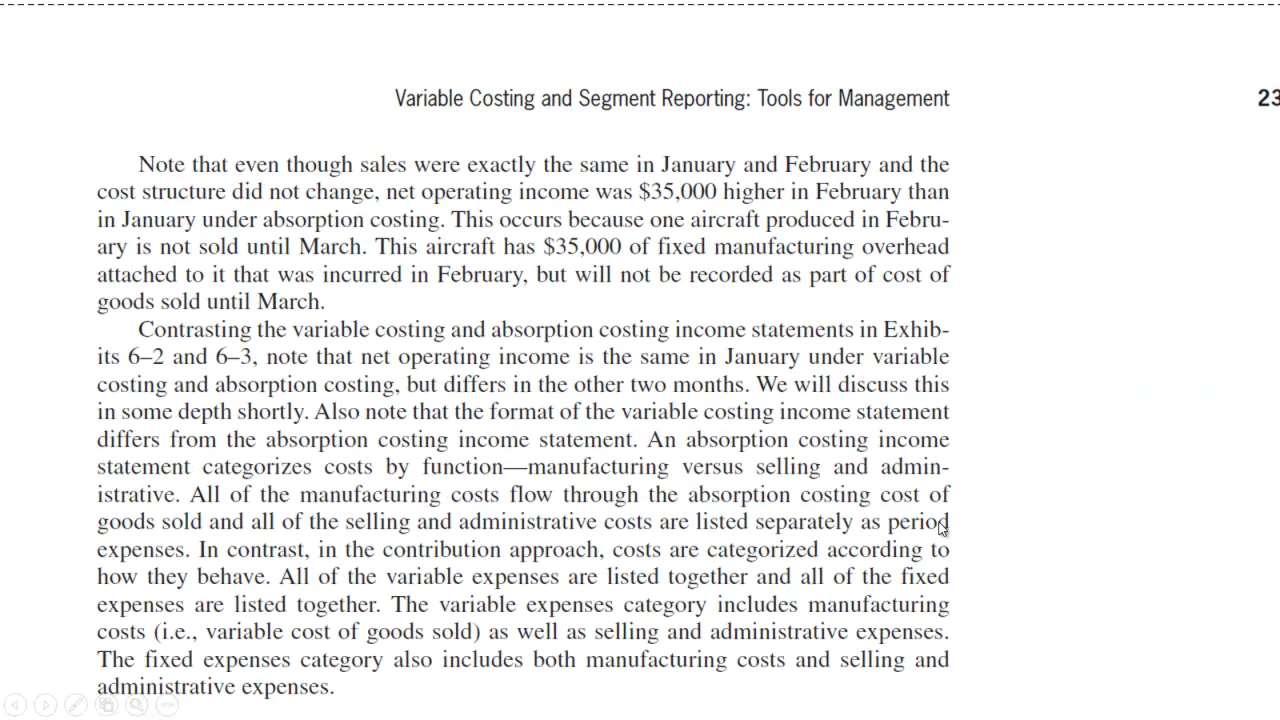 Variable Costing and Segment Reporting: Tools for Management
23
Note that even though sales were exactly the same in January and February and the
cost structure did not change, net operating income was $35,000 higher in February than
in January under absorption costing. This occurs because one aircraft produced in Febru-
ary is not sold until March. This aircraft has $35,000 of fixed manufacturing overhead
attached to it that was incurred in February, but will not be recorded as part of cost of
goods sold until March.
Contrasting the variable costing and absorption costing income statements in Exhib-
its 6–2 and 6–3, note that net operating income is the same in January under variable
costing and absorption costing, but differs in the other two months. We will discuss this
in some depth shortly. Also note that the format of the variable costing income statement
differs from the absorption costing income statement. An absorption costing income
statement categorizes costs by function—manufacturing versus selling and admin-
istrative. All of the manufacturing costs flow through the absorption costing cost of
goods sold and all of the selling and administrative costs are listed separately as period
expenses. In contrast, in the contribution approach, costs are categorized according to
how they behave. All of the variable expenses are listed together and all of the fixed
expenses are listed together. The variable expenses category includes manufacturing
costs (i.e., variable cost of goods sold) as well as selling and administrative expenses.
The fixed expenses category also includes both manufacturing costs and selling and
administrative expenses.